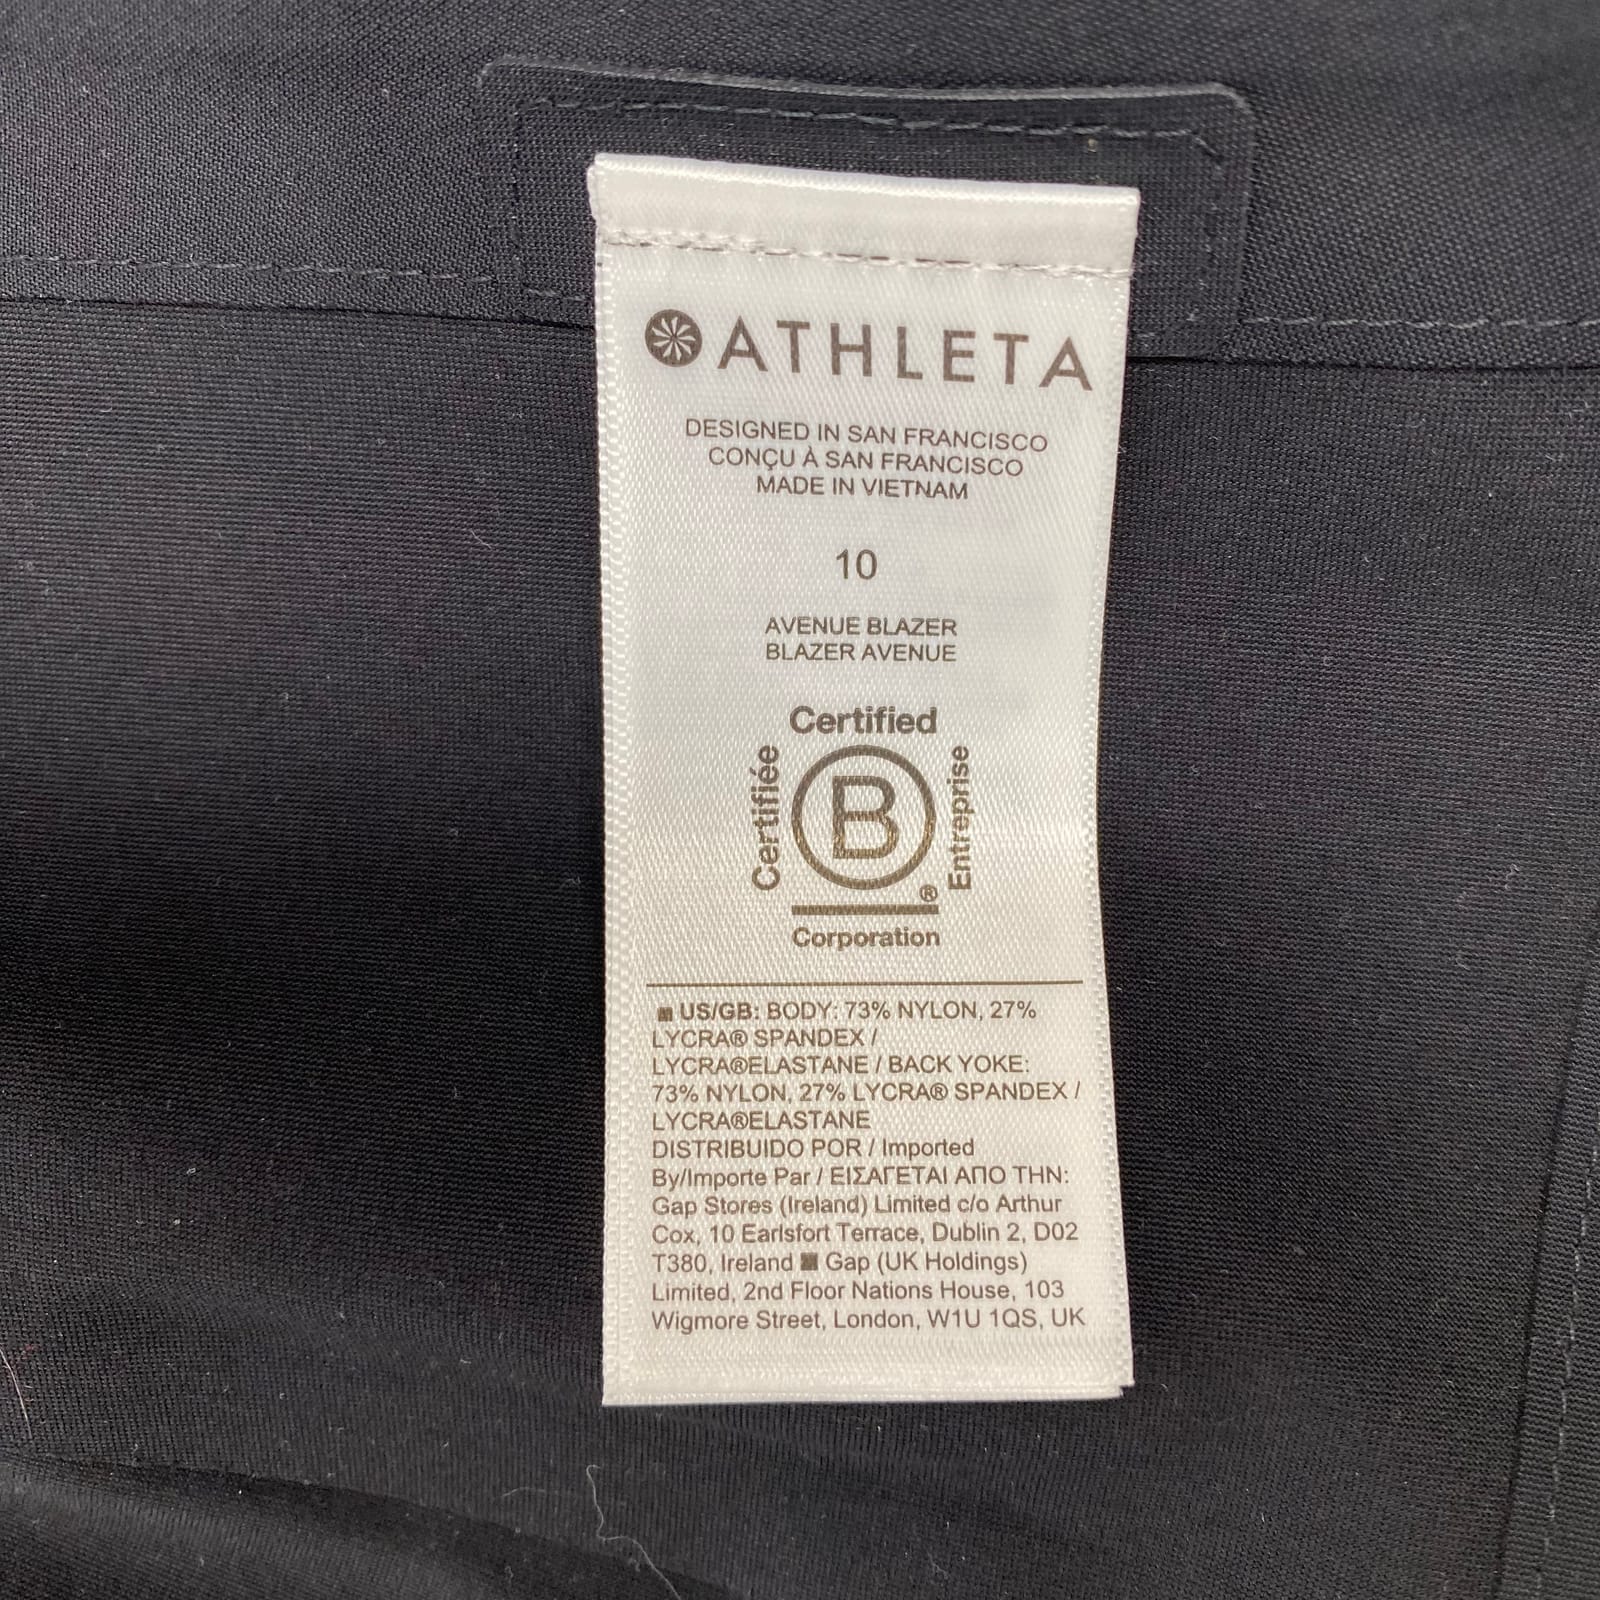 ATHLETA
DESIGNED IN SAN FRANCISCO
CONÇU À SAN FRANCISCO
MADE IN VIETNAM
10
AVENUE BLAZER
BLAZER AVENUE
Certified
Certifiée
B
®
Entreprise
Corporation
US/GB: BODY: 73% NYLON, 27%
LYCRA® SPANDEX /
LYCRA®ELASTANE / BACK YOKE:
73% NYLON, 27% LYCRA® SPANDEX /
LYCRA®ELASTANE
DISTRIBUIDO POR / Imported
By/Importe Par / ΕΙΣΑΓΕΤΑΙ ΑΠΟ ΤΗΝ:
Gap Stores (Ireland) Limited c/o Arthur
Cox, 10 Earlsfort Terrace, Dublin 2, D02
T380, Ireland ■ Gap (UK Holdings)
Limited, 2nd Floor Nations House, 103
Wigmore Street, London, W1U 1QS, UK